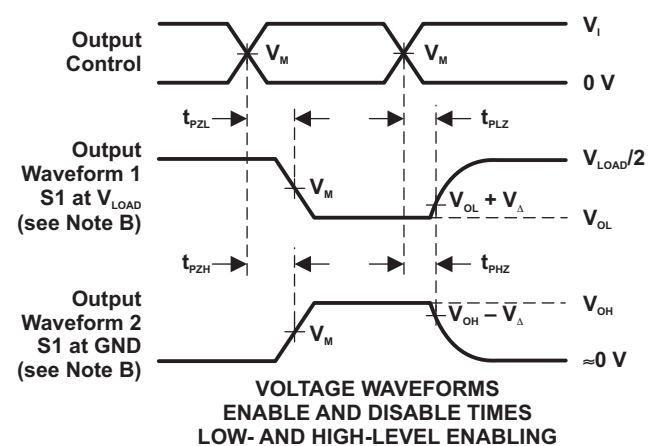 Output
Control
V_M
V_M
V_I
0 V
t_PZL
t_PLZ
Output
Waveform 1
S1 at V_LOAD
(see Note B)
V_M
V_OL + V_Δ
V_LOAD/2
V_OL
t_PZH
t_PHZ
Output
Waveform 2
S1 at GND
(see Note B)
V_M
V_OH – V_Δ
V_OH
≈0 V
VOLTAGE WAVEFORMS
ENABLE AND DISABLE TIMES
LOW- AND HIGH-LEVEL ENABLING